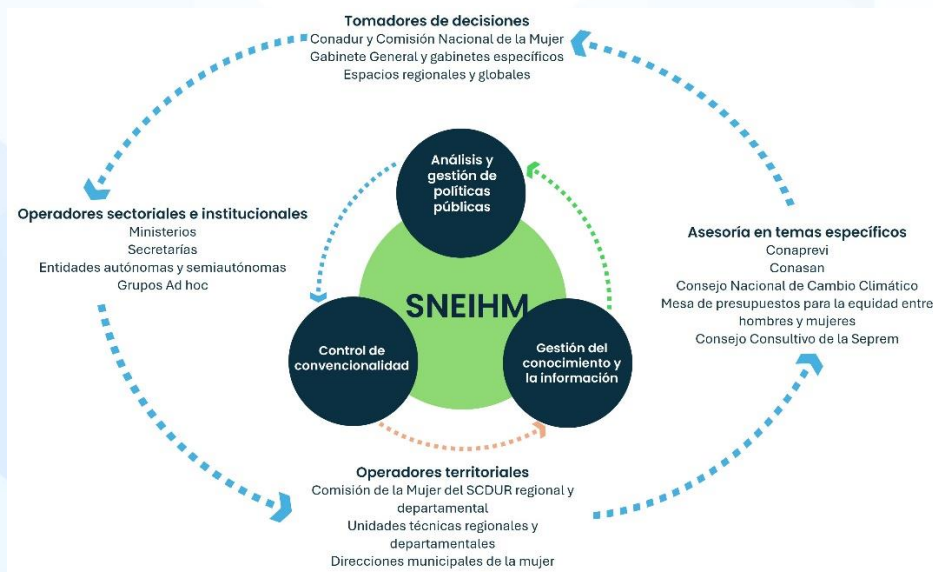 Tomadores de decisiones
Conadur y Comisión Nacional de la Mujer
Gabinete General y gabinetes específicos
Espacios regionales y globales
Análisis y
gestión de
políticas
públicas
Operadores sectoriales e institucionales
Ministerios
Secretarías
Entidades autónomas y semiautónomas
Grupos Ad hoc
Asesoría en temas específicos
Conaprevi
Conasan
Consejo Nacional de Cambio Climático
Mesa de presupuestos para la equidad entre
hombres y mujeres
Consejo Consultivo de la Seprem
SNEIHM
Control de
convencionalidad
Gestión del
conocimiento y
la información
Operadores territoriales
Comisión de la Mujer del SCDUR regional y
departamental
Unidades técnicas regionales y
departamentales
Direcciones municipales de la mujer